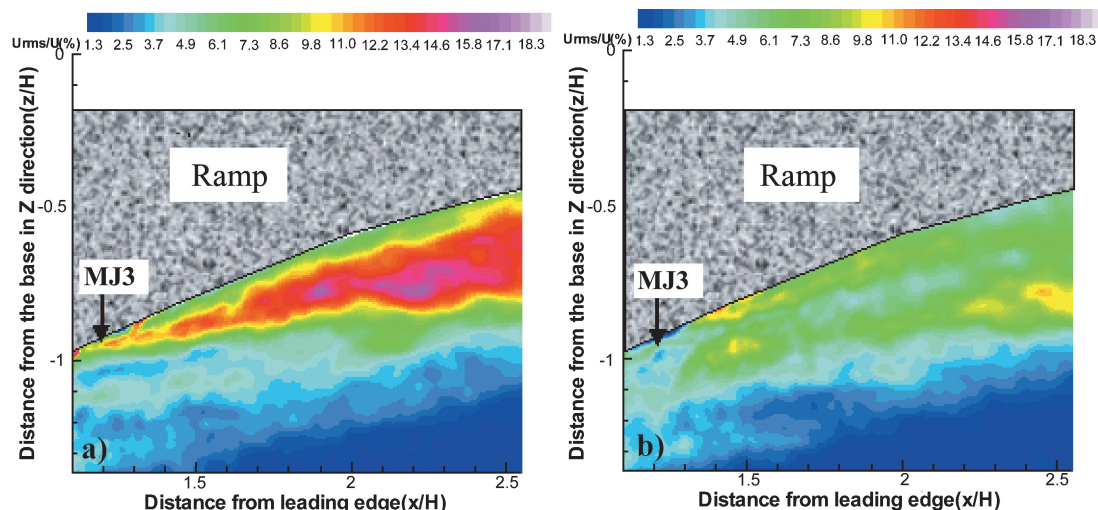 Urms/U(%) 1.3 2.5 3.7 4.9 6.1 7.3 8.6 9.8 11.0 12.2 13.4 14.6 15.8 17.1 18.3
Distance from the base in Z direction(z/H)
0
-0.5
-1
Ramp
MJ3
a)
1.5 2 2.5
Distance from leading edge(x/H)
Urms/U(%) 1.3 2.5 3.7 4.9 6.1 7.3 8.6 9.8 11.0 12.2 13.4 14.6 15.8 17.1 18.3
Distance from the base in Z direction(z/H)
0
-0.5
-1
Ramp
MJ3
b)
1.5 2 2.5
Distance from leading edge(x/H)